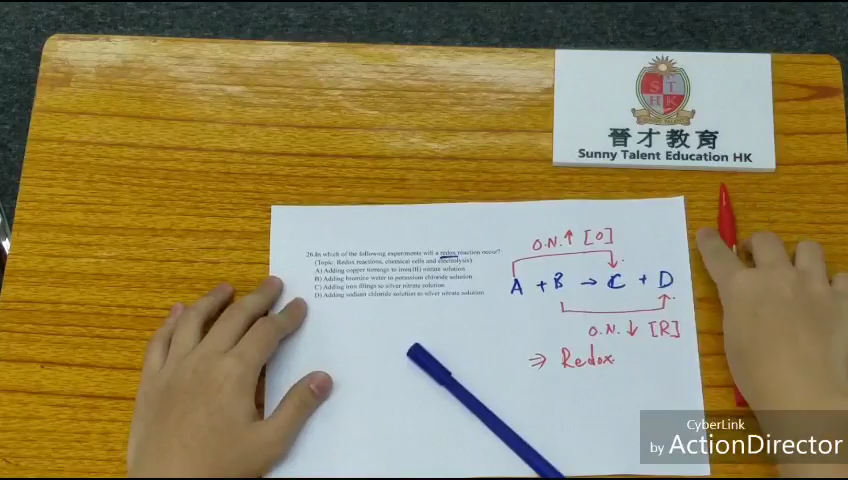 STHK
晉才教育
Sunny Talent Education HK
26.In which of the following experiments will a redox reaction occur?
(Topic: Redox reactions, chemical cells and electrolysis)
A) Adding copper turnings to iron(II) nitrate solution
B) Adding bromine water to potassium chloride solution
C) Adding iron filings to silver nitrate solution
D) Adding sodium chloride solution to silver nitrate solution
O.N.↑ [O]
A + B → C + D
O.N. ↓ [R]
⇒ Redox
CyberLink
by ActionDirector